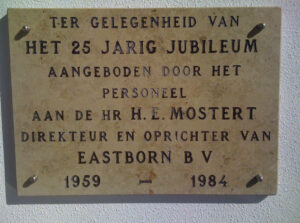 TER GELEGENHEID VAN
HET 25 JARIG JUBILEUM
AANGEBODEN DOOR HET
PERSONEEL
AAN DE HR H.E. MOSTERT
DIREKTEUR EN OPRICHTER VAN
EASTBORN B V
1959 — 1984